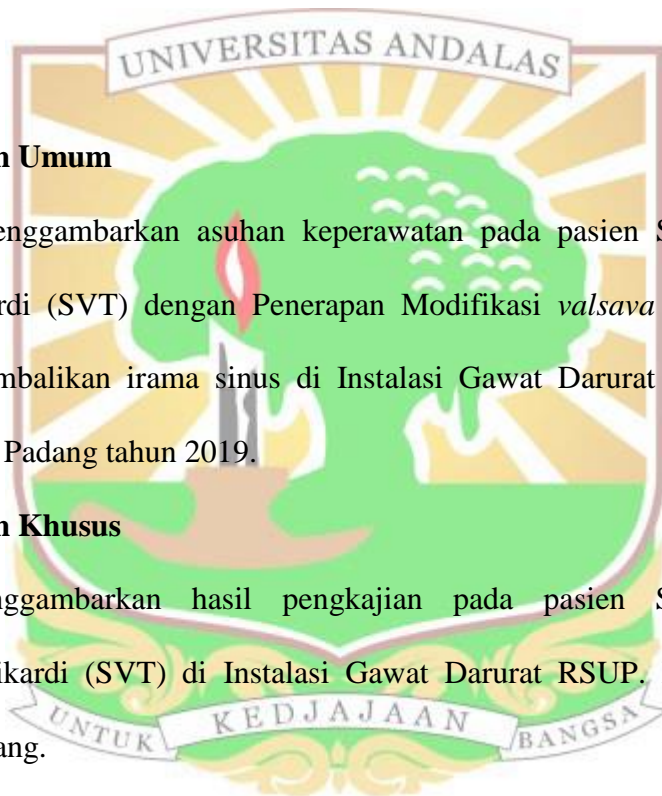 UNIVERSITAS ANDALAS
n Umum
enggambarkan asuhan keperawatan pada pasien S
rdi (SVT) dengan Penerapan Modifikasi valsava
mbalikan irama sinus di Instalasi Gawat Darurat
Padang tahun 2019.
n Khusus
nggambarkan hasil pengkajian pada pasien S
ikardi (SVT) di Instalasi Gawat Darurat RSUP.
ang.
UNTUK KEDJAJAAN BANGSA